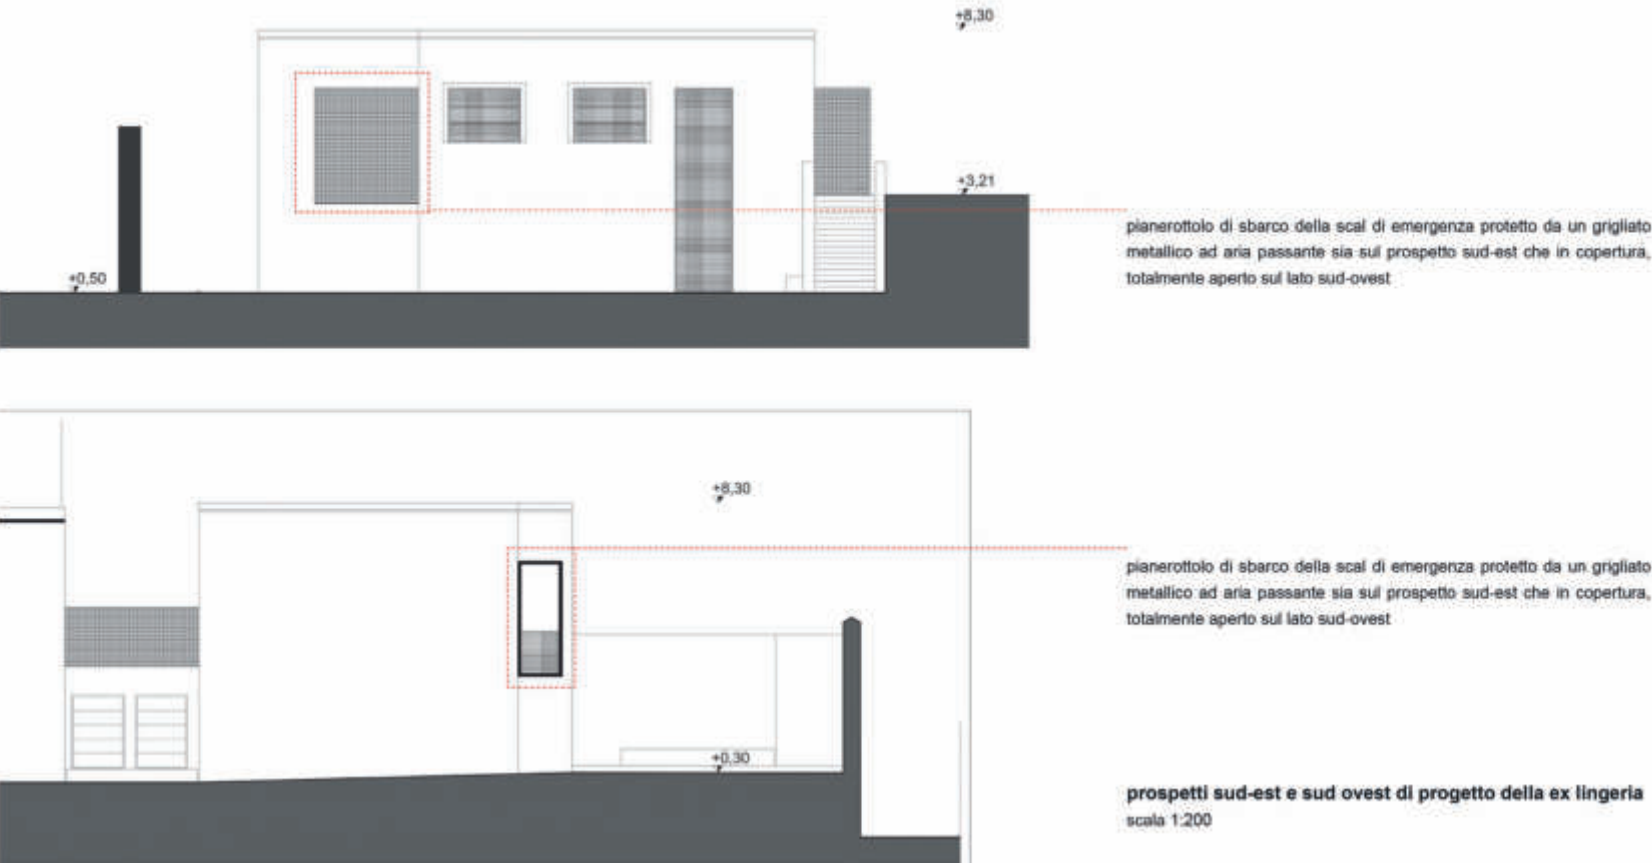 +8,30
+3,21
+0,50
pianerottolo di sbarco della scal di emergenza protetto da un grigliato
metallico ad aria passante sia sul prospetto sud-est che in copertura,
totalmente aperto sul lato sud-ovest
+8,30
pianerottolo di sbarco della scal di emergenza protetto da un grigliato
metallico ad aria passante sia sul prospetto sud-est che in copertura,
totalmente aperto sul lato sud-ovest
+0,30
prospetti sud-est e sud ovest di progetto della ex lingeria
scala 1:200